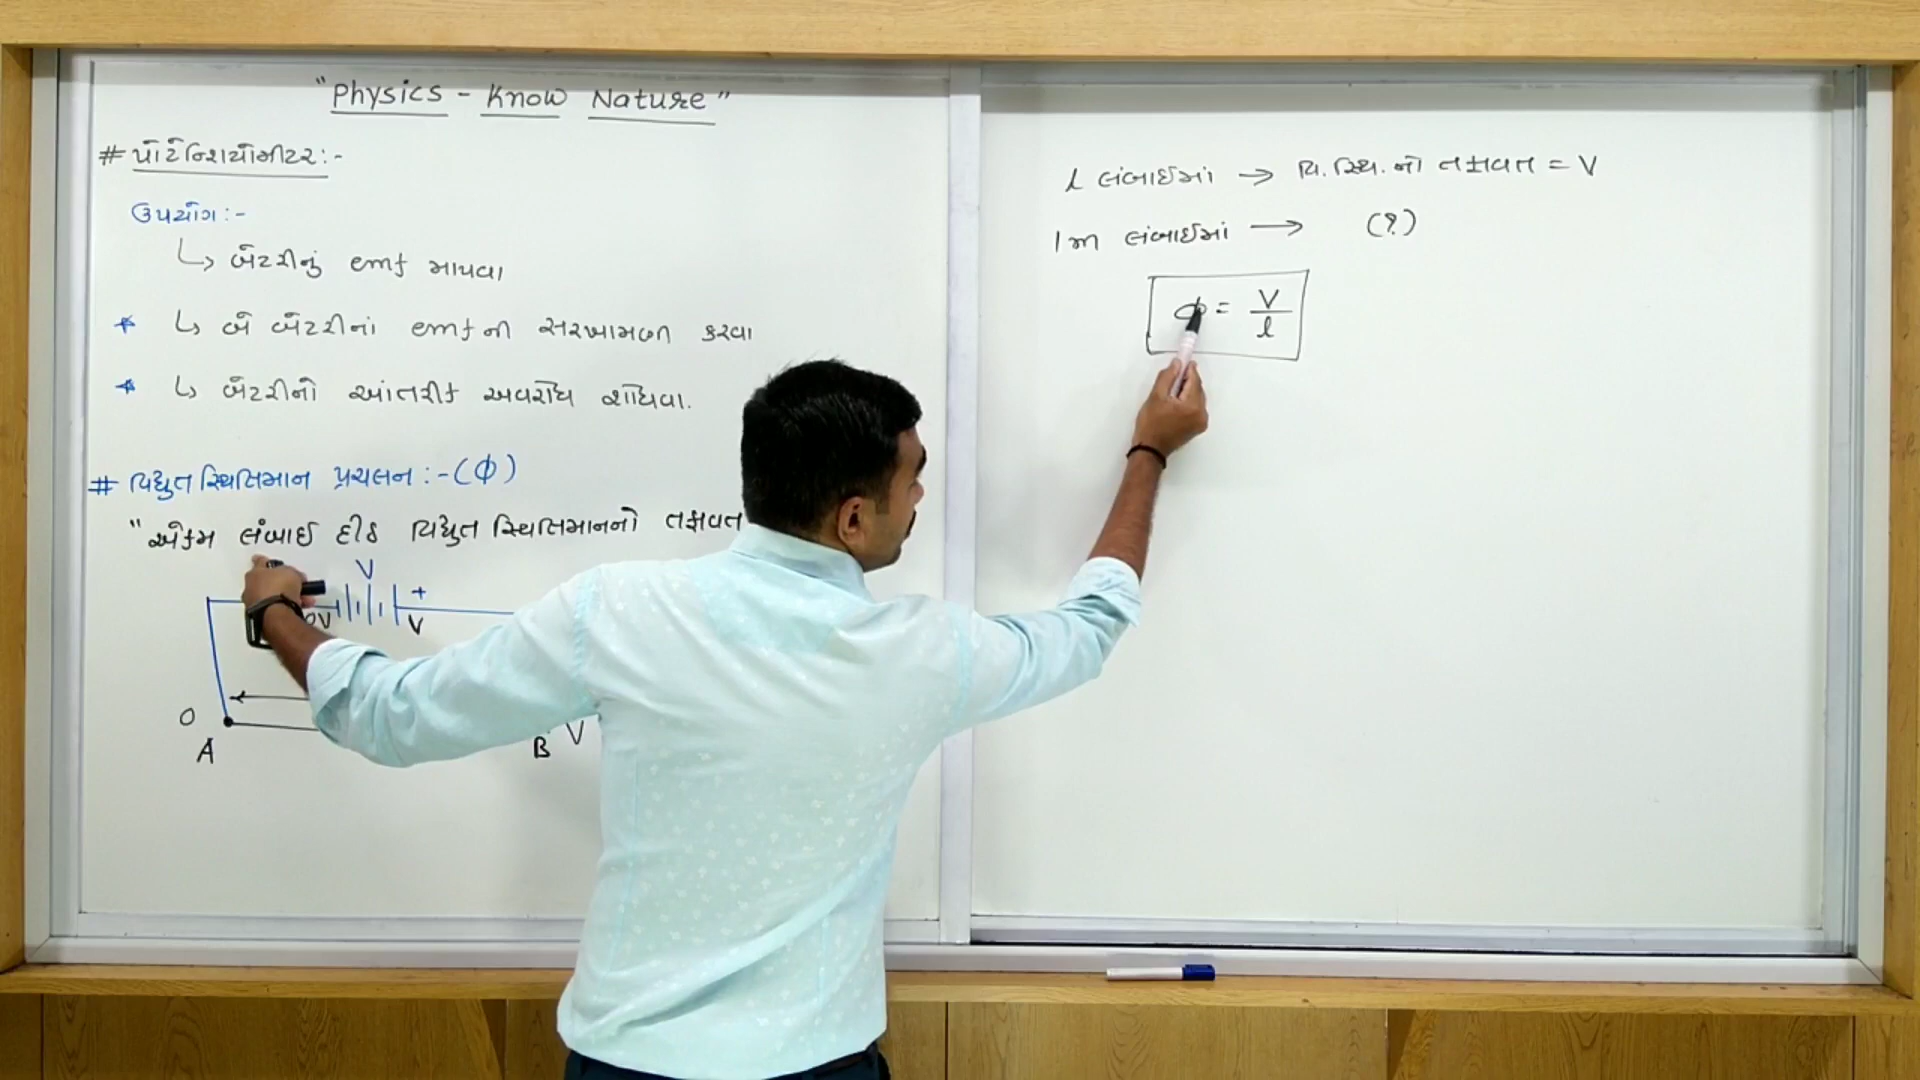 "Physics - Know Nature"
# પોટેન્શિયોમીટર :-
ઉપયોગ :-
↳ બેટરીનું emf માપવા
* ↳ બે બેટરીનાં emf ની સરખામણી કરવા
* ↳ બેટરીનો આંતરીક અવરોધ શોધવા.
# વિદ્યુત સ્થિતિમાન પ્રચલન :- (ϕ)
"એકમ લંબાઈ દીઠ વિદ્યુત સ્થિતિમાનનો તફાવત
V
+
0V V
0
A B V
l લંબાઈમાં → વિ. સ્થિ. નો તફાવત = V
1m લંબાઈમાં → (?)
ϕ = V/l